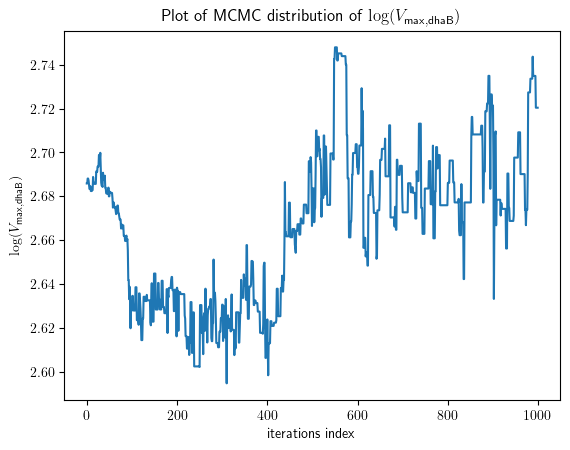 Plot of MCMC distribution of log(V_max,dhaB)
log(V_max,dhaB)
2.74
2.72
2.70
2.68
2.66
2.64
2.62
2.60
0 200 400 600 800 1000
iterations index